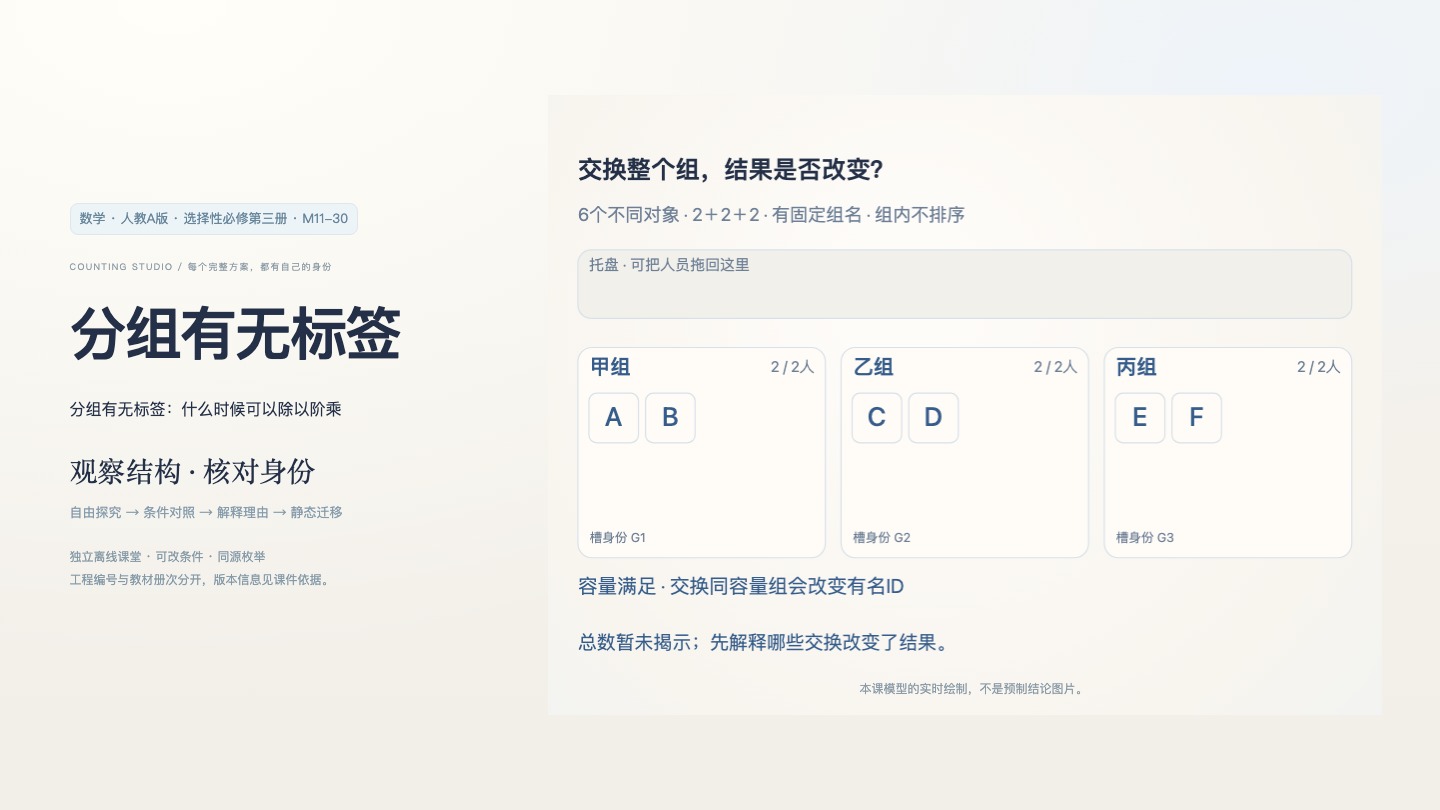 数学 · 人教A版 · 选择性必修第三册 · M11–30
COUNTING STUDIO / 每个完整方案，都有自己的身份
分组有无标签
分组有无标签：什么时候可以除以阶乘
观察结构 · 核对身份
自由探究 → 条件对照 → 解释理由 → 静态迁移
独立离线课堂 · 可改条件 · 同源枚举
工程编号与教材册次分开，版本信息见课件依据。
交换整个组，结果是否改变?
6个不同对象 · 2＋2＋2 · 有固定组名 · 组内不排序
托盘 · 可把人员拖回这里
甲组 2 / 2人
A B
槽身份 G1
乙组 2 / 2人
C D
槽身份 G2
丙组 2 / 2人
E F
槽身份 G3
容量满足 · 交换同容量组会改变有名ID
总数暂未揭示；先解释哪些交换改变了结果。
本课模型的实时绘制，不是预制结论图片。